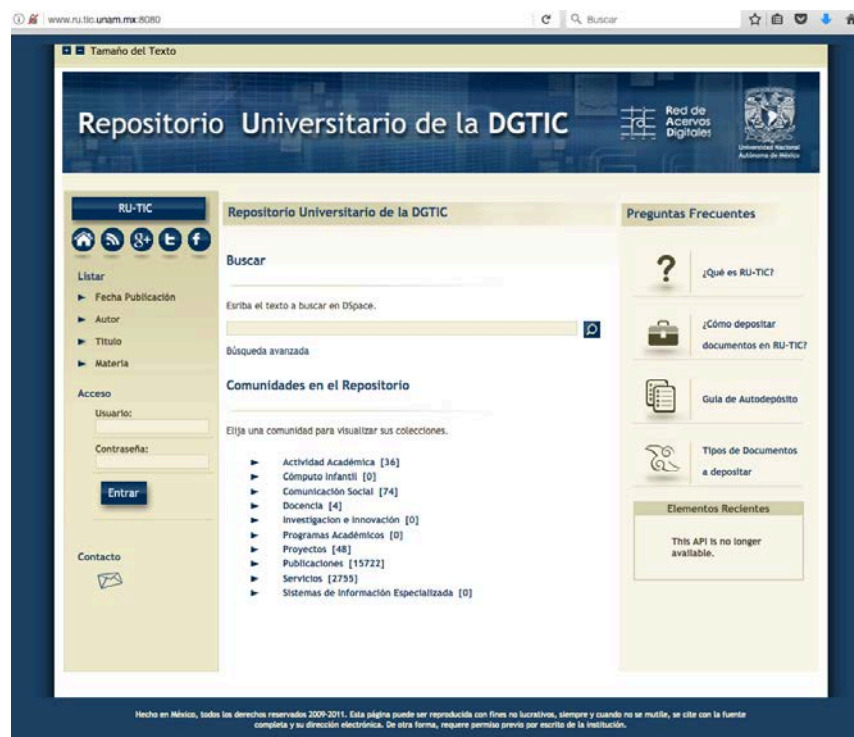 www.ru.tic.unam.mx:8080
Buscar
Tamaño del Texto
Repositorio Universitario de la DGTIC
Red de
Acervos
Digitales
Universidad Nacional
Autónoma de México
RU-TIC
Listar
Fecha Publicación
Autor
Titulo
Materia
Acceso
Usuario:
Contraseña:
Entrar
Contacto
Repositorio Universitario de la DGTIC
Buscar
Esriba el texto a buscar en DSpace.
Búsqueda avanzada
Comunidades en el Repositorio
Elija una comunidad para visualizar sus colecciones.
Actividad Académica [36]
Cómputo Infantil [0]
Comunicación Social [74]
Docencia [4]
Investigacion e Innovación [0]
Programas Académicos [0]
Proyectos [48]
Publicaciones [15722]
Servicios [2755]
Sistemas de Información Especializada [0]
Preguntas Frecuentes
¿Qué es RU-TIC?
¿Cómo depositar
documentos en RU-TIC?
Guía de Autodepósito
Tipos de Documentos
a depositar
Elementos Recientes
This API is no longer
available.
Hecho en México, todos los derechos reservados 2009-2011. Esta página puede ser reproducida con fines no lucrativos, siempre y cuando no se mutile, se cite con la fuente
completa y su dirección electrónica. De otra forma, requere permiso previo por escrito de la institución.